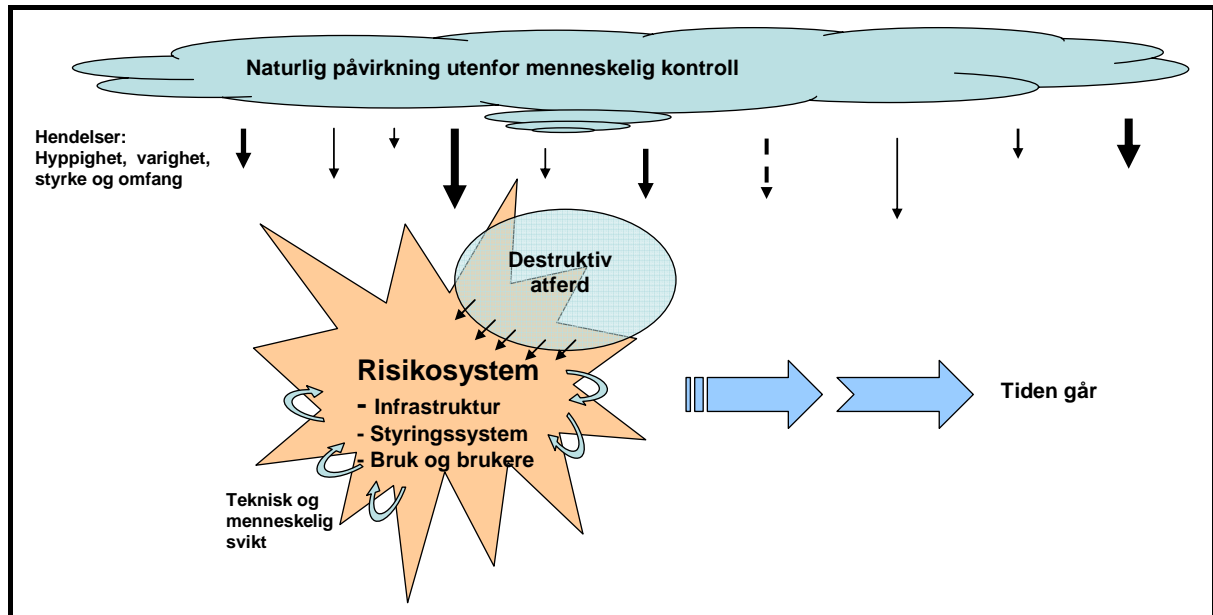 Naturlig påvirkning utenfor menneskelig kontroll
Hendelser:
Hyppighet, varighet,
styrke og omfang
Destruktiv
atferd
Risikosystem
- Infrastruktur
- Styringssystem
- Bruk og brukere
Tiden går
Teknisk og
menneskelig
svikt